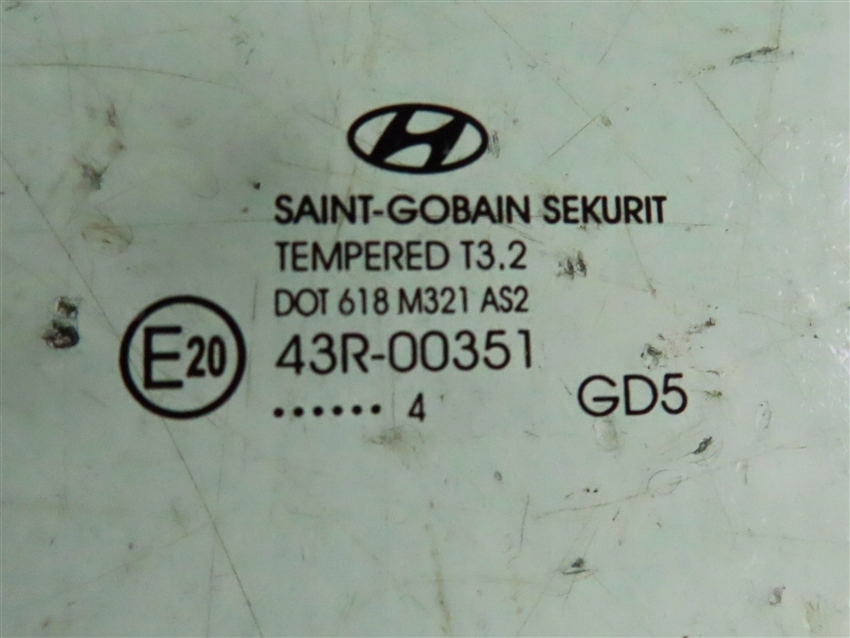 SAINT-GOBAIN SEKURIT
TEMPERED T3.2
DOT 618 M321 AS2
E20 43R-00351
...... 4
GD5